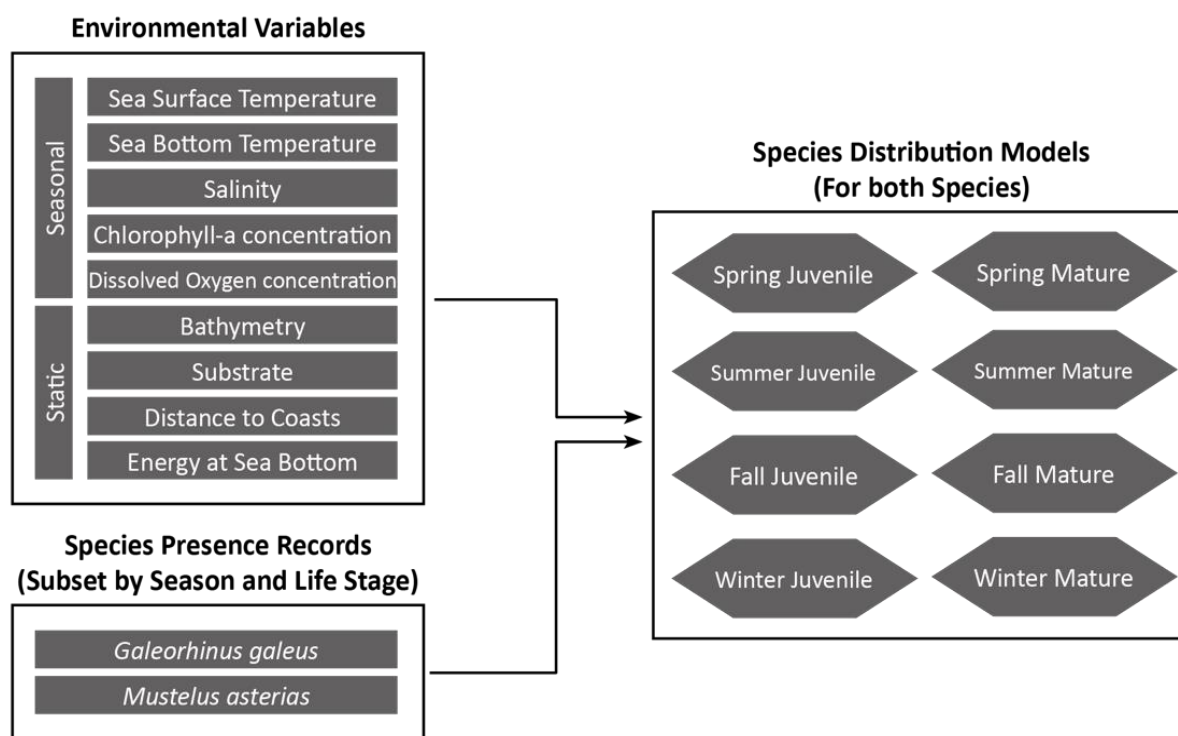 Environmental Variables
Seasonal
Sea Surface Temperature
Sea Bottom Temperature
Salinity
Chlorophyll-a concentration
Dissolved Oxygen concentration
Static
Bathymetry
Substrate
Distance to Coasts
Energy at Sea Bottom
Species Presence Records
(Subset by Season and Life Stage)
Galeorhinus galeus
Mustelus asterias
Species Distribution Models
(For both Species)
Spring Juvenile
Spring Mature
Summer Juvenile
Summer Mature
Fall Juvenile
Fall Mature
Winter Juvenile
Winter Mature